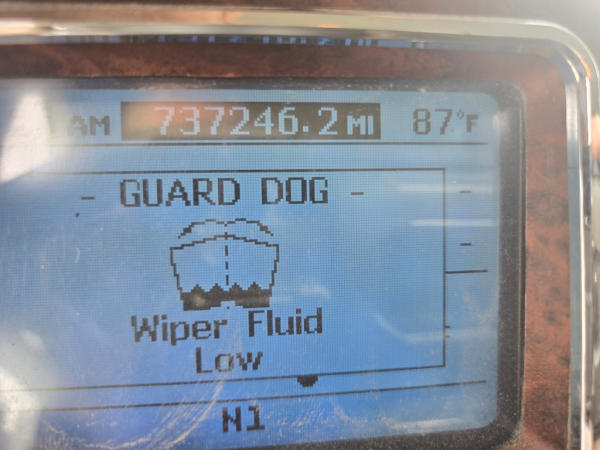 AM 737246.2 MI 87°F
- GUARD DOG -
Wiper Fluid
Low
N1